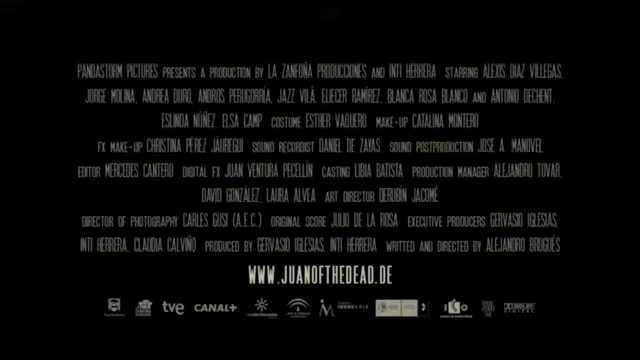 PANDASTORM PICTURES PRESENTS A PRODUCTION BY LA ZANFOÑA PRODUCCIONES AND INTI HERRERA STARRING ALEXIS DIAZ VILLEGAS,
JORGE MOLINA, ANDREA DURO, ANDROS PERUGORRÍA, JAZZ VILÁ, ELIECER RAMÍREZ, BLANCA ROSA BLANCO AND ANTONIO DECHENT,
ESLINDA NÚÑEZ, ELSA CAMP COSTUME ESTHER VAQUERO MAKE-UP CATALINA MONTERO
FX MAKE-UP CHRISTINA PÉREZ JÁUREGUI SOUND RECORDIST DANIEL DE ZAYAS SOUND POSTPRODUCTION JOSE A. MANOVEL
EDITOR MERCEDES CANTERO DIGITAL FX JUAN VENTURA PECELLÍN CASTING LIBIA BATISTA PRODUCTION MANAGER ALEJANDRO TOVAR,
DAVID GONZÁLEZ, LAURA ALVEA ART DIRECTOR DERUBÍN JACOMÉ
DIRECTOR OF PHOTOGRAPHY CARLES GUSI (A.E.C.) ORIGINAL SCORE JULIO DE LA ROSA EXECUTIVE PRODUCERS GERVASIO IGLESIAS,
INTI HERRERA, CLAUDIA CALVIÑO PRODUCED BY GERVASIO IGLESIAS, INTI HERRERA WRITTED AND DIRECTED BY ALEJANDRO BRUGUÉS
WWW.JUANOFTHEDEAD.DE
tve CANAL+ DOLBY DIGITAL